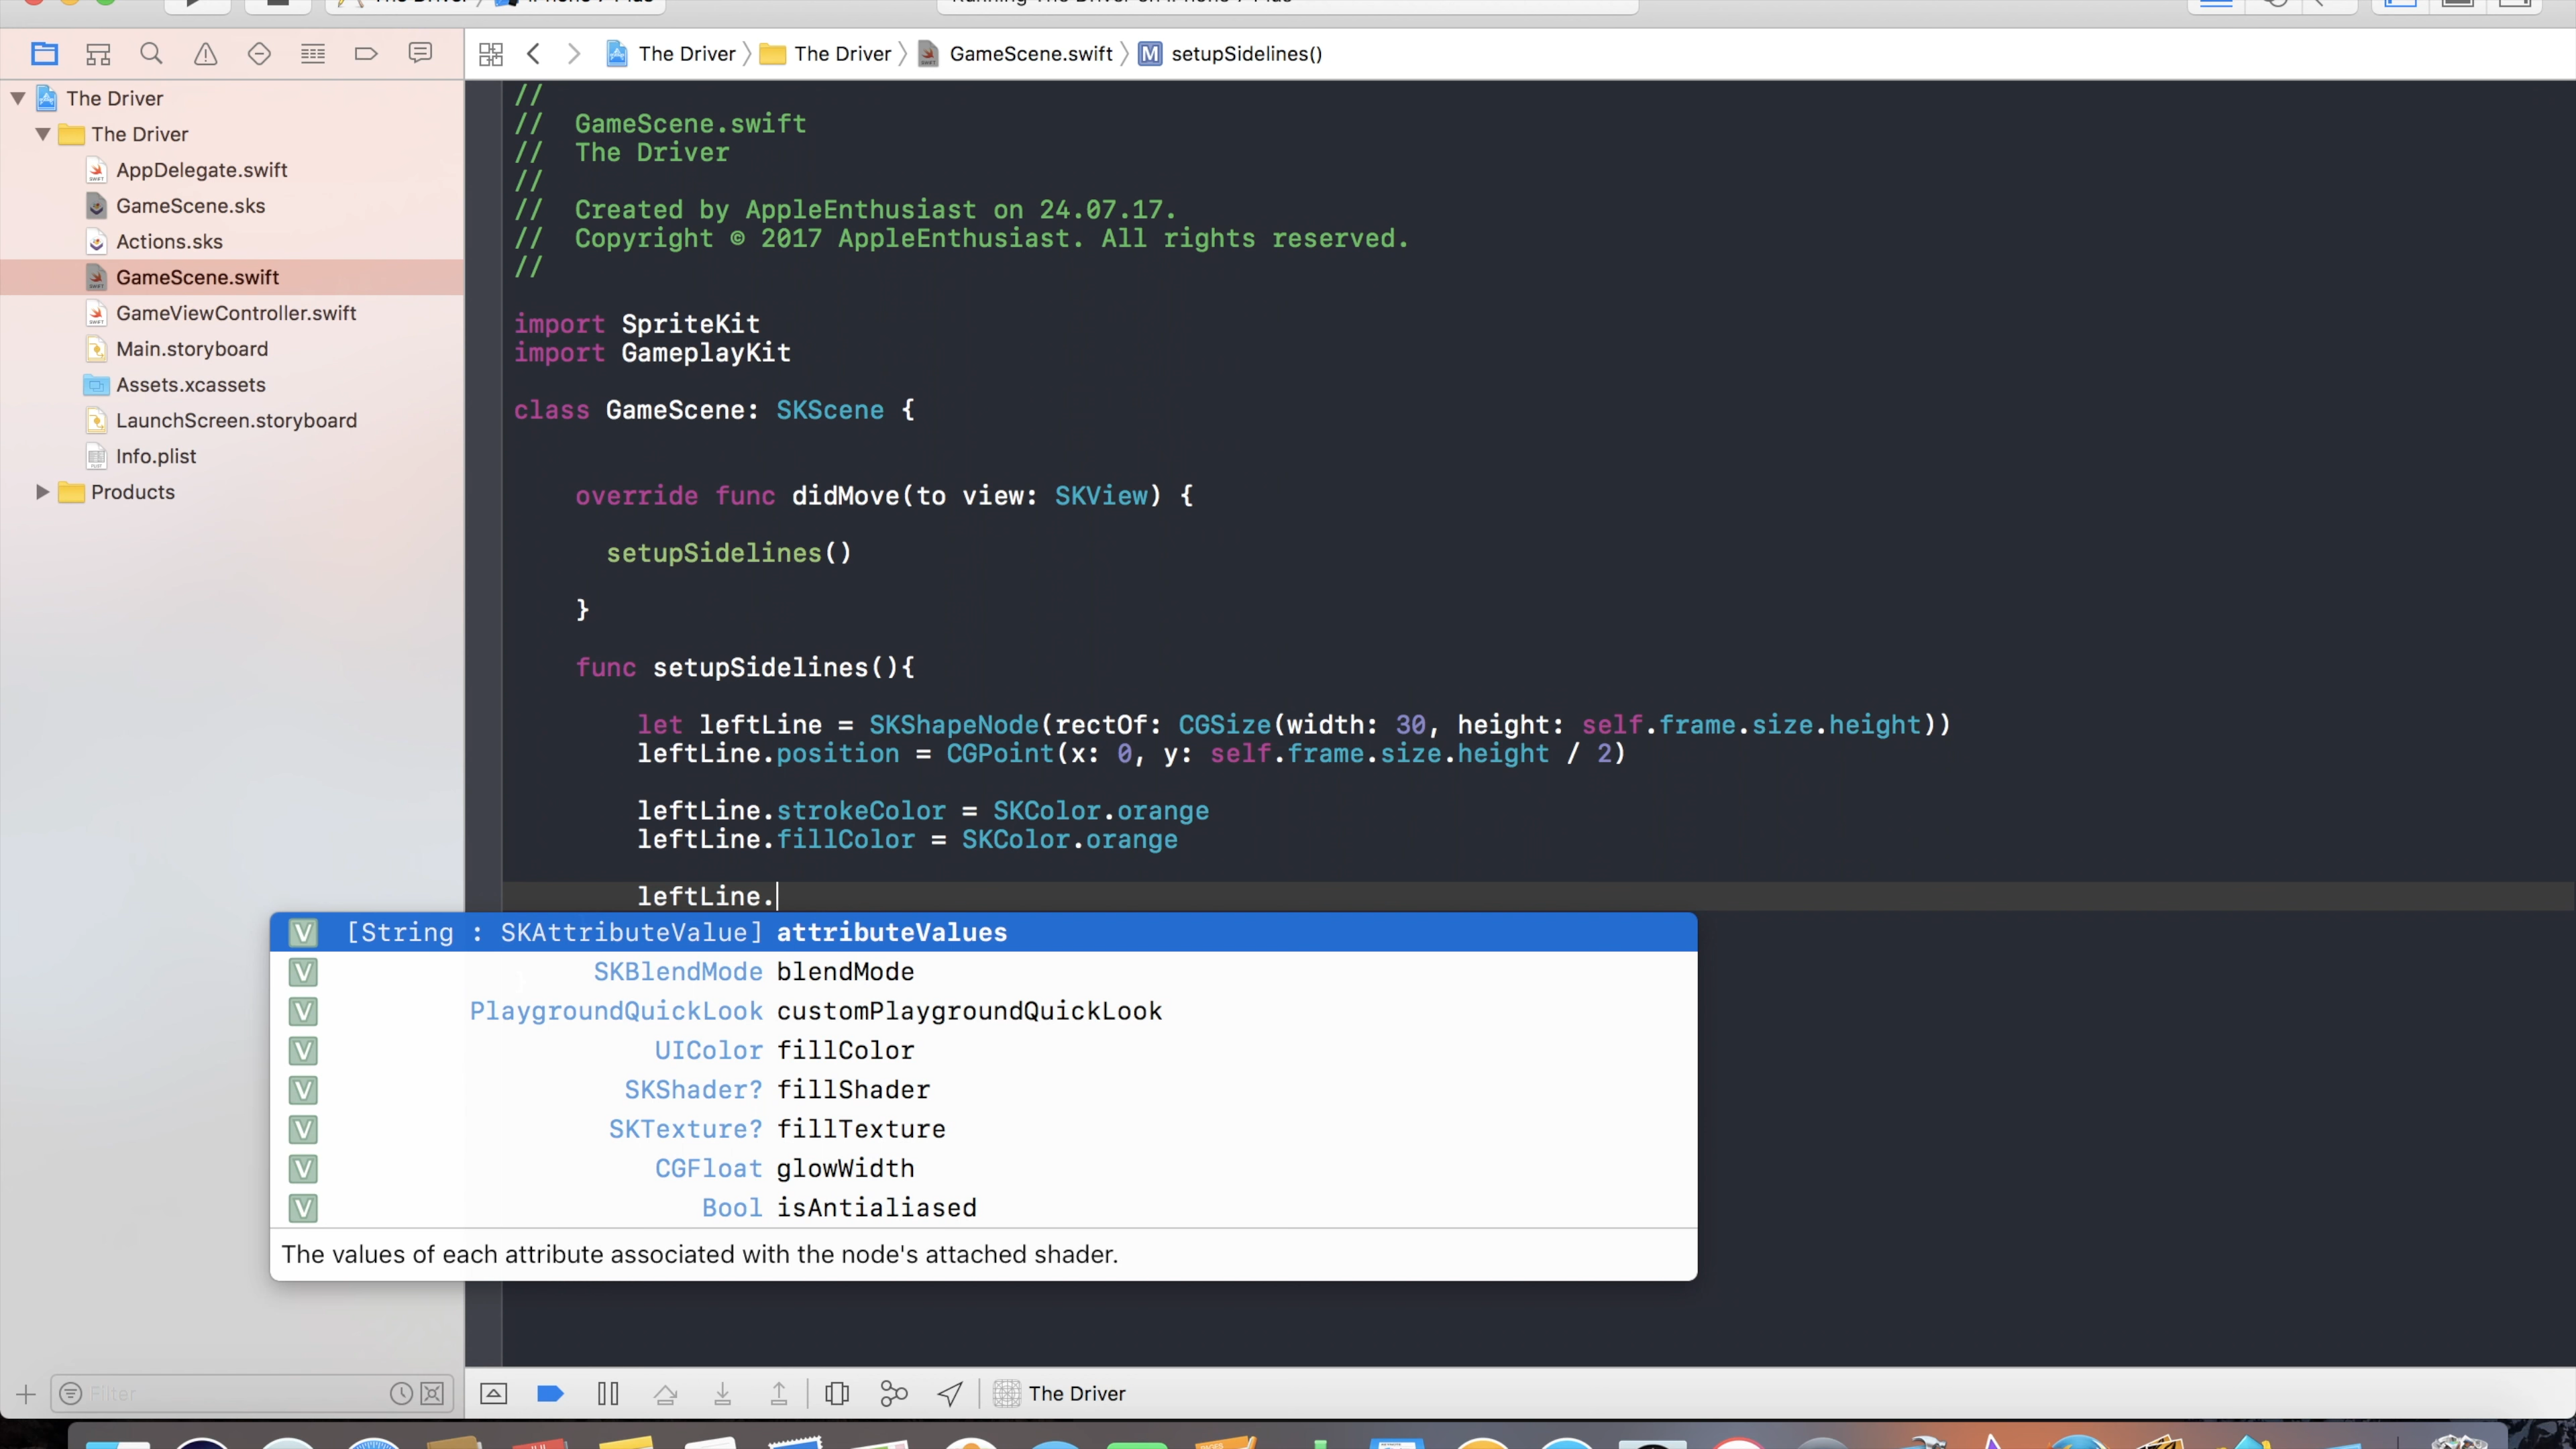 The Driver
The Driver
GameScene.swift
setupSidelines()
The Driver
The Driver
AppDelegate.swift
GameScene.sks
Actions.sks
GameScene.swift
GameViewController.swift
Main.storyboard
Assets.xcassets
LaunchScreen.storyboard
Info.plist
Products
//
// GameScene.swift
// The Driver
//
// Created by AppleEnthusiast on 24.07.17.
// Copyright © 2017 AppleEnthusiast. All rights reserved.
//
import SpriteKit
import GameplayKit
class GameScene: SKScene {
override func didMove(to view: SKView) {
setupSidelines()
}
func setupSidelines(){
let leftLine = SKShapeNode(rectOf: CGSize(width: 30, height: self.frame.size.height))
leftLine.position = CGPoint(x: 0, y: self.frame.size.height / 2)
leftLine.strokeColor = SKColor.orange
leftLine.fillColor = SKColor.orange
leftLine.
V [String : SKAttributeValue] attributeValues
V SKBlendMode blendMode
V PlaygroundQuickLook customPlaygroundQuickLook
V UIColor fillColor
V SKShader? fillShader
V SKTexture? fillTexture
V CGFloat glowWidth
V Bool isAntialiased
The values of each attribute associated with the node's attached shader.
Filter
The Driver